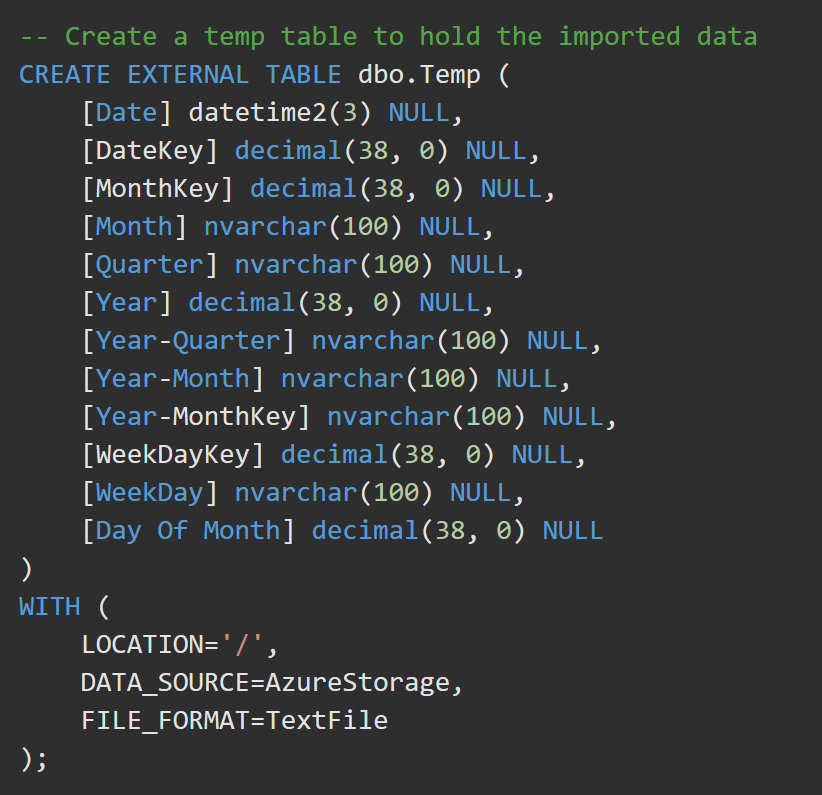 -- Create a temp table to hold the imported data
CREATE EXTERNAL TABLE dbo.Temp (
    [Date] datetime2(3) NULL,
    [DateKey] decimal(38, 0) NULL,
    [MonthKey] decimal(38, 0) NULL,
    [Month] nvarchar(100) NULL,
    [Quarter] nvarchar(100) NULL,
    [Year] decimal(38, 0) NULL,
    [Year-Quarter] nvarchar(100) NULL,
    [Year-Month] nvarchar(100) NULL,
    [Year-MonthKey] nvarchar(100) NULL,
    [WeekDayKey] decimal(38, 0) NULL,
    [WeekDay] nvarchar(100) NULL,
    [Day Of Month] decimal(38, 0) NULL
)
WITH (
    LOCATION='/',
    DATA_SOURCE=AzureStorage,
    FILE_FORMAT=TextFile
);